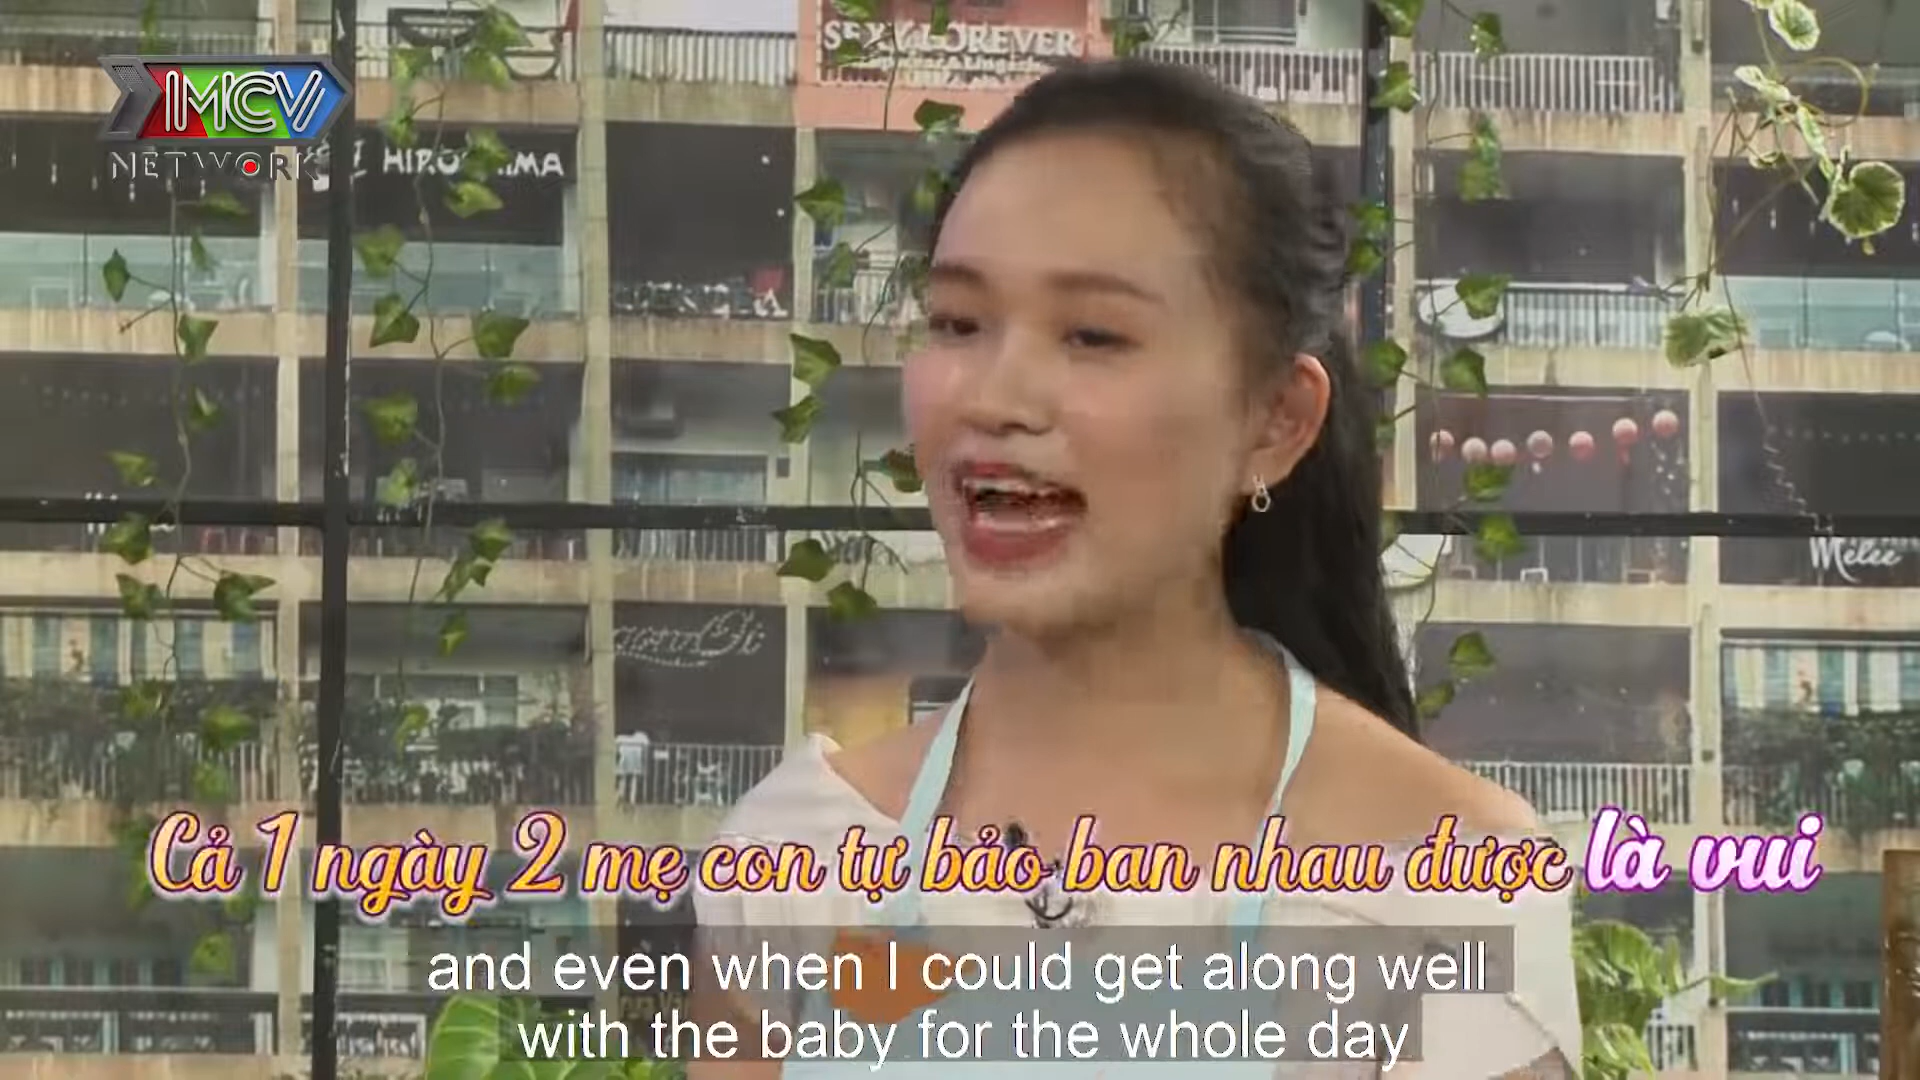 SEXY FOREVER
MCV
NETWORK
Mêlée
Cả 1 ngày 2 mẹ con tự bảo ban nhau được là vui
and even when I could get along well
with the baby for the whole day